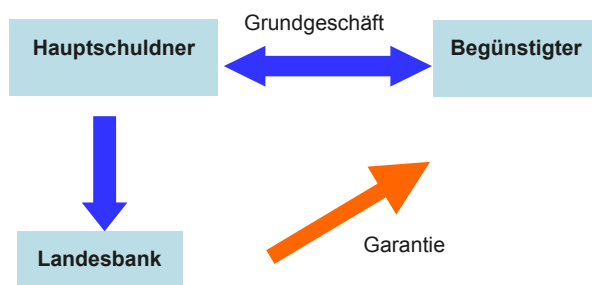 Grundgeschäft
Hauptschuldner
Begünstigter
Garantie
Landesbank